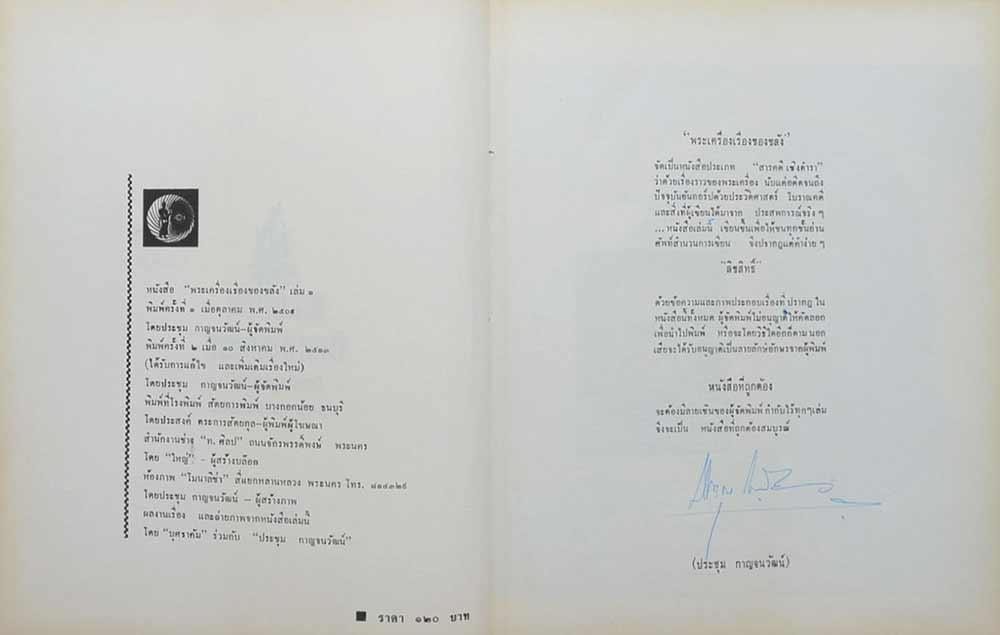 หนังสือ "พระเครื่องเรื่องของขลัง" เล่ม ๑
พิมพ์ครั้งที่ ๑ เมื่อตุลาคม พ.ศ. ๒๕๐๙
โดยประชุม กาญจนวัฒน์-ผู้จัดพิมพ์
พิมพ์ครั้งที่ ๒ เมื่อ ๑๐ สิงหาคม พ.ศ. ๒๕๑๓
(ได้รับการแก้ไข และเพิ่มเติมเรื่องใหม่)
โดยประชุม กาญจนวัฒน์-ผู้จัดพิมพ์
พิมพ์ที่โรงพิมพ์ สัตยการพิมพ์ บางกอกน้อย ธนบุรี
โดยประสงค์ ตระการสัตยกุล-ผู้พิมพ์ผู้โฆษณา
สำนักงานช่าง "ท. ศิลป" ถนนจักรพรรดิ์พงษ์ พระนคร
โดย "ใหญ่" - ผู้สร้างบล๊อค
ห้องภาพ "โมนาลิซ่า" สี่แยกหลานหลวง พระนคร โทร. ๘๑๔๓๒๙
โดยประชุม กาญจนวัฒน์ - ผู้สร้างภาพ
ผลงานเรื่อง และถ่ายภาพจากหนังสือเล่มนี้
โดย "บุศราคัม" ร่วมกับ "ประชุม กาญจนวัฒน์"
ราคา ๑๒๐ บาท
"พระเครื่องเรื่องของขลัง"
จัดเป็นหนังสือประเภท "สารคดีเชิงตำรา"
ว่าด้วยเรื่องราวของพระเครื่อง นับแต่อดีตจนถึง
ปัจจุบันอันกอร์ปด้วยประวัติศาสตร์ โบราณคดี
และสิ่งที่ผู้เขียนได้มาจาก ประสพการณ์จริง ๆ
...หนังสือเล่มนี้ เขียนขึ้นเพื่อให้ชนทุกชั้นอ่าน
ศัพท์สำนวนการเขียน จึงปรากฏแต่คำง่าย ๆ
"ลิขสิทธิ์"
ด้วยข้อความและภาพประกอบเรื่องที่ ปรากฏ ใน
หนังสือนี้ทั้งหมด ผู้จัดพิมพ์ไม่อนุญาติให้คัดลอก
เพื่อนำไปพิมพ์ หรือจะโดยวิธีใดอีกก็ตาม นอก
เสียจะได้รับอนุญาติเป็นลายลักษ์อักษรจากผู้พิมพ์
หนังสือที่ถูกต้อง
จะต้องมีลายเซ็นของผู้จัดพิมพ์ กำกับไว้ทุกๆเล่ม
จึงจะเป็น หนังสือที่ถูกต้องสมบูรณ์
(ประชุม กาญจนวัฒน์)